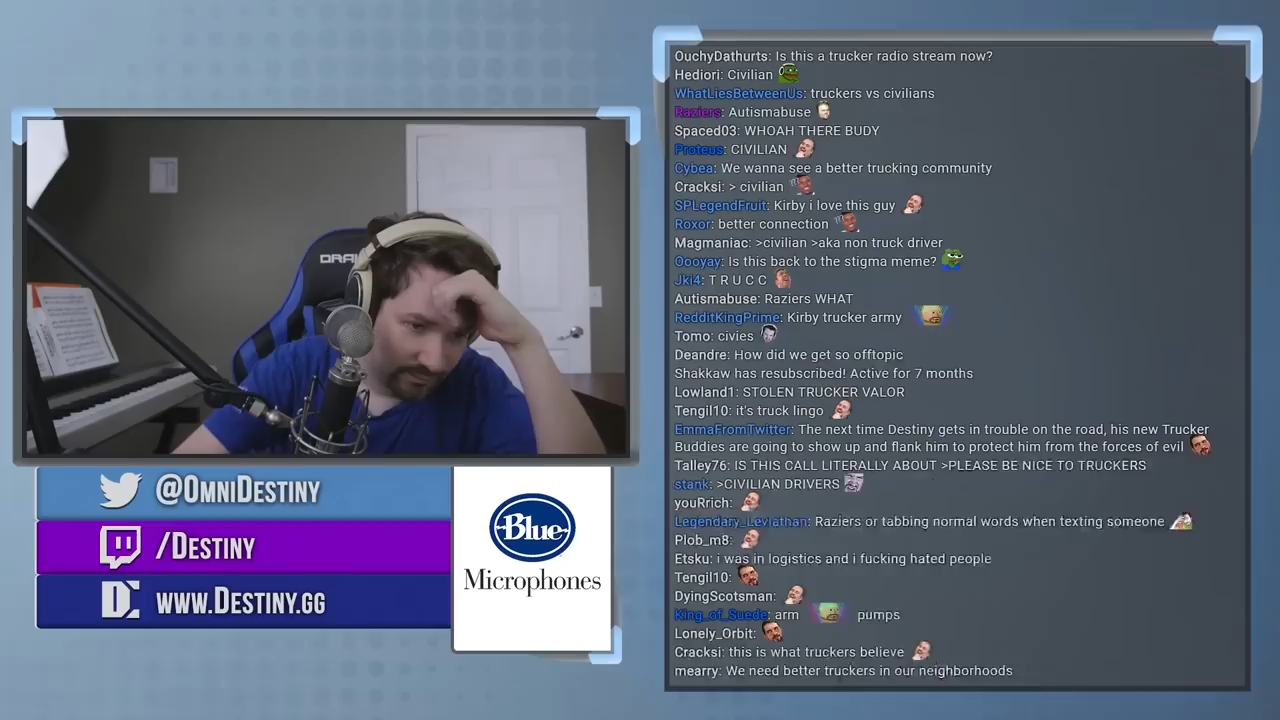 OuchyDathurts: Is this a trucker radio stream now?
Hediori: Civilian
WhatLiesBetweenUs: truckers vs civilians
Raziers: Autismabuse
Spaced03: WHOAH THERE BUDY
Proteus: CIVILIAN
Cybea: We wanna see a better trucking community
Cracksi: > civilian
SPLegendFruit: Kirby i love this guy
Roxor: better connection
Magmaniac: >civilian >aka non truck driver
Oooyay: Is this back to the stigma meme?
Jki4: T R U C C
Autismabuse: Raziers WHAT
RedditKingPrime: Kirby trucker army
Tomo: civies
Deandre: How did we get so offtopic
Shakkaw has resubscribed! Active for 7 months
Lowland1: STOLEN TRUCKER VALOR
Tengil10: it's truck lingo
EmmaFromTwitter: The next time Destiny gets in trouble on the road, his new Trucker
Buddies are going to show up and flank him to protect him from the forces of evil
Talley76: IS THIS CALL LITERALLY ABOUT >PLEASE BE NICE TO TRUCKERS
stank: >CIVILIAN DRIVERS
youRrich:
Legendary_Leviathan: Raziers or tabbing normal words when texting someone
Plob_m8:
Etsku: i was in logistics and i fucking hated people
Tengil10:
DyingScotsman:
King_of_Suede: arm pumps
Lonely_Orbit:
Cracksi: this is what truckers believe
mearry: We need better truckers in our neighborhoods
DRA
@OmniDestiny
/Destiny
www.Destiny.gg
Blue
Microphones